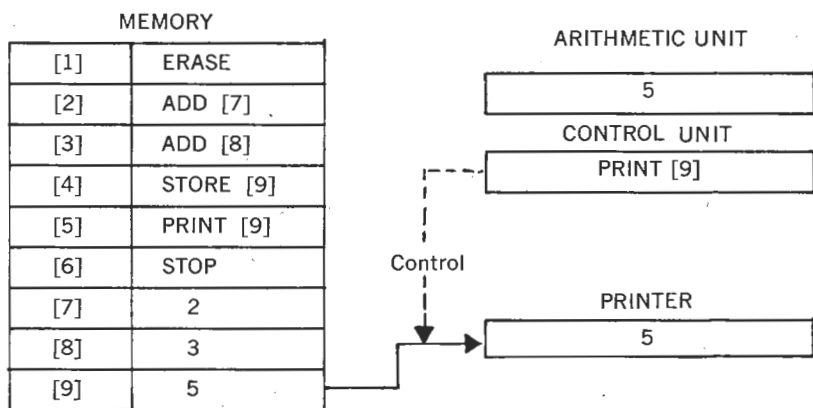 MEMORY
[1] ERASE
[2] ADD [7]
[3] ADD [8]
[4] STORE [9]
[5] PRINT [9]
[6] STOP
[7] 2
[8] 3
[9] 5
ARITHMETIC UNIT
5
CONTROL UNIT
PRINT [9]
Control
PRINTER
5